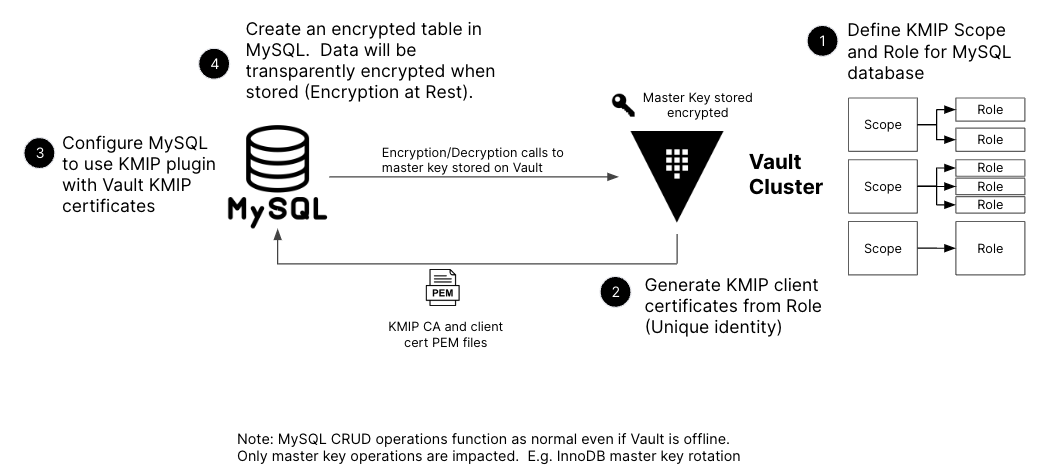 4
Create an encrypted table in
MySQL.  Data will be
transparently encrypted when
stored (Encryption at Rest).
1
Define KMIP Scope
and Role for MySQL
database
Master Key stored
encrypted
Scope
Role
Role
Scope
Role
Role
Role
Scope
Role
3
Configure MySQL
to use KMIP plugin
with Vault KMIP
certificates
MySQL
Encryption/Decryption calls to
master key stored on Vault
Vault
Cluster
2
Generate KMIP client
certificates from Role
(Unique identity)
PEM
KMIP CA and client
cert PEM files
Note: MySQL CRUD operations function as normal even if Vault is offline.
Only master key operations are impacted.  E.g. InnoDB master key rotation